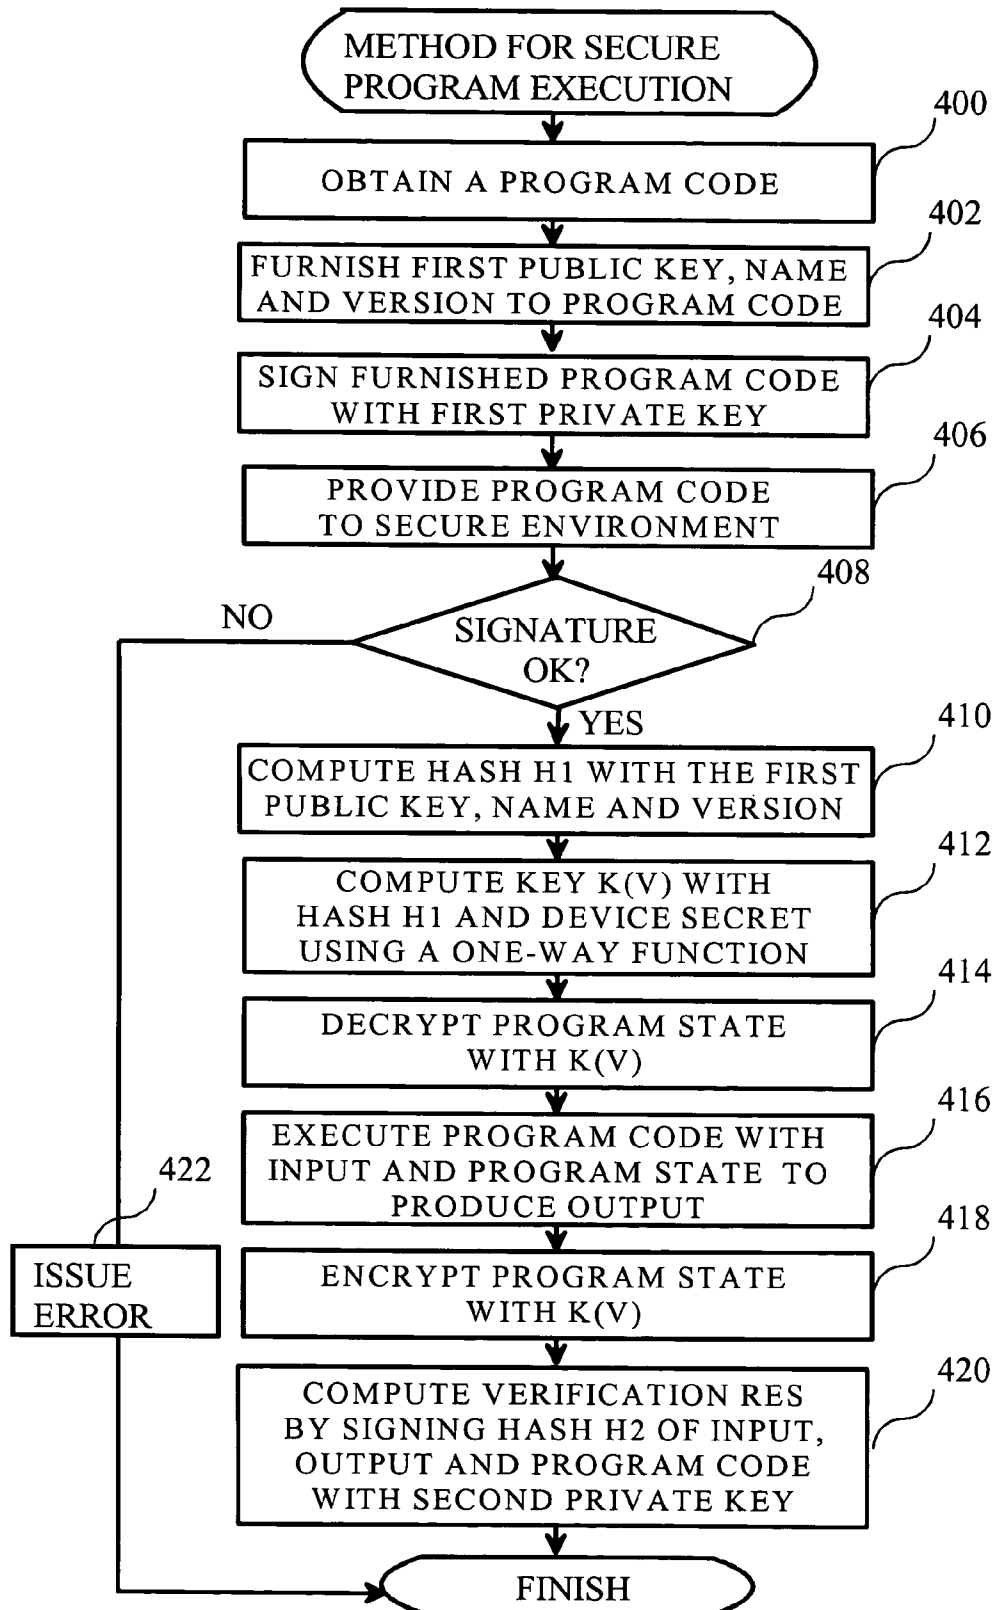 METHOD FOR SECURE
PROGRAM EXECUTION
400
OBTAIN A PROGRAM CODE
402
FURNISH FIRST PUBLIC KEY, NAME
AND VERSION TO PROGRAM CODE
404
SIGN FURNISHED PROGRAM CODE
WITH FIRST PRIVATE KEY
406
PROVIDE PROGRAM CODE
TO SECURE ENVIRONMENT
408
NO
SIGNATURE
OK?
YES
410
COMPUTE HASH H1 WITH THE FIRST
PUBLIC KEY, NAME AND VERSION
412
COMPUTE KEY K(V) WITH
HASH H1 AND DEVICE SECRET
USING A ONE-WAY FUNCTION
414
DECRYPT PROGRAM STATE
WITH K(V)
416
EXECUTE PROGRAM CODE WITH
INPUT AND PROGRAM STATE TO
PRODUCE OUTPUT
422
ISSUE
ERROR
418
ENCRYPT PROGRAM STATE
WITH K(V)
420
COMPUTE VERIFICATION RES
BY SIGNING HASH H2 OF INPUT,
OUTPUT AND PROGRAM CODE
WITH SECOND PRIVATE KEY
FINISH